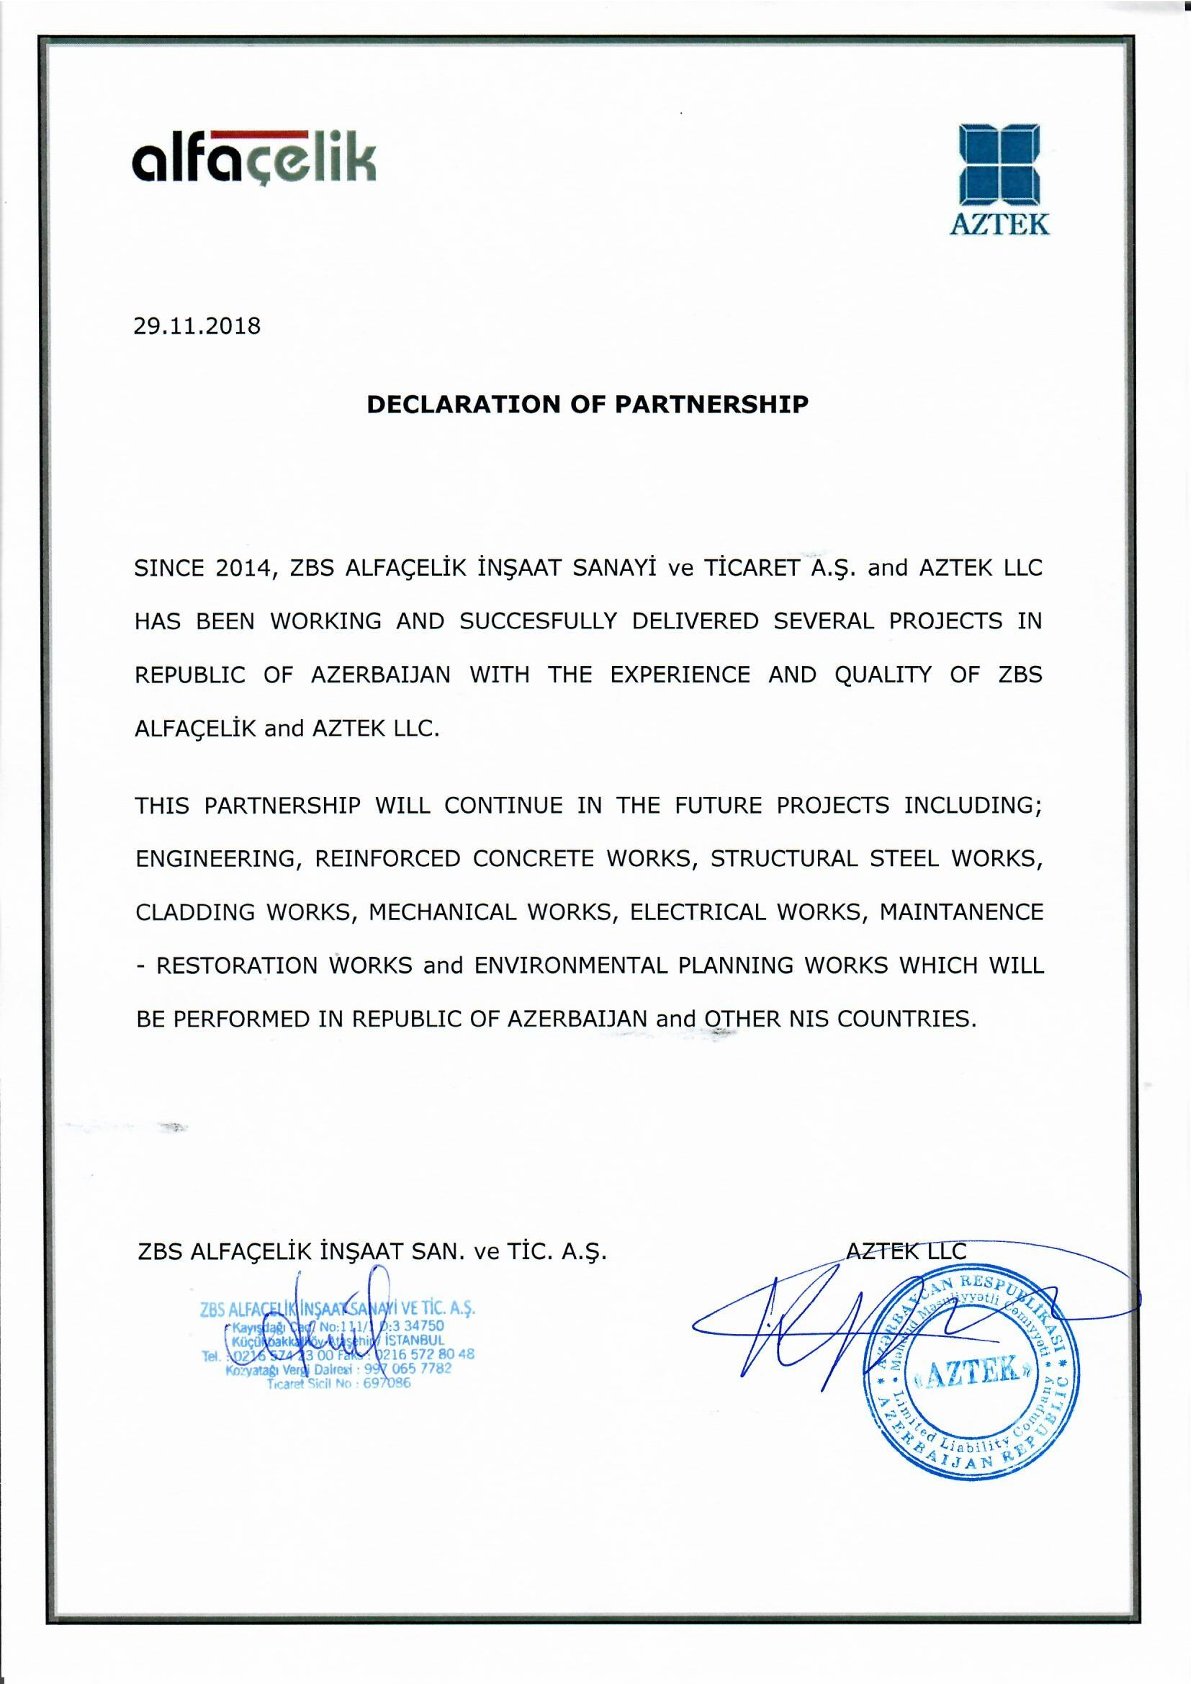 alfaçelik
AZTEK
29.11.2018
DECLARATION OF PARTNERSHIP
SINCE 2014, ZBS ALFAÇELİK İNŞAAT SANAYİ ve TİCARET A.Ş. and AZTEK LLC
HAS BEEN WORKING AND SUCCESFULLY DELIVERED SEVERAL PROJECTS IN
REPUBLIC OF AZERBAIJAN WITH THE EXPERIENCE AND QUALITY OF ZBS
ALFAÇELİK and AZTEK LLC.
THIS PARTNERSHIP WILL CONTINUE IN THE FUTURE PROJECTS INCLUDING;
ENGINEERING, REINFORCED CONCRETE WORKS, STRUCTURAL STEEL WORKS,
CLADDING WORKS, MECHANICAL WORKS, ELECTRICAL WORKS, MAINTANENCE
- RESTORATION WORKS and ENVIRONMENTAL PLANNING WORKS WHICH WILL
BE PERFORMED IN REPUBLIC OF AZERBAIJAN and OTHER NIS COUNTRIES.
ZBS ALFAÇELİK İNŞAAT SAN. ve TİC. A.Ş.
AZTEK LLC
ZBS ALFAÇELİK İNŞAAT SANAYİ VE TİC. A.Ş.
Kayışdağı Cad. No:111/1 D:3 34750
İSTANBUL
Tel. : 0216 574 23 00 Faks : 0216 572 80 48
Kozyatağı Vergi Dairesi : 997 065 7782
Ticaret Sicil No : 697086
* AZƏRBAYCAN RESPUBLİKASI *
Məhdud Məsuliyyətli Cəmiyyəti
«AZTEK»
Limited Liability Company
AZERBAIJAN REPUBLIC